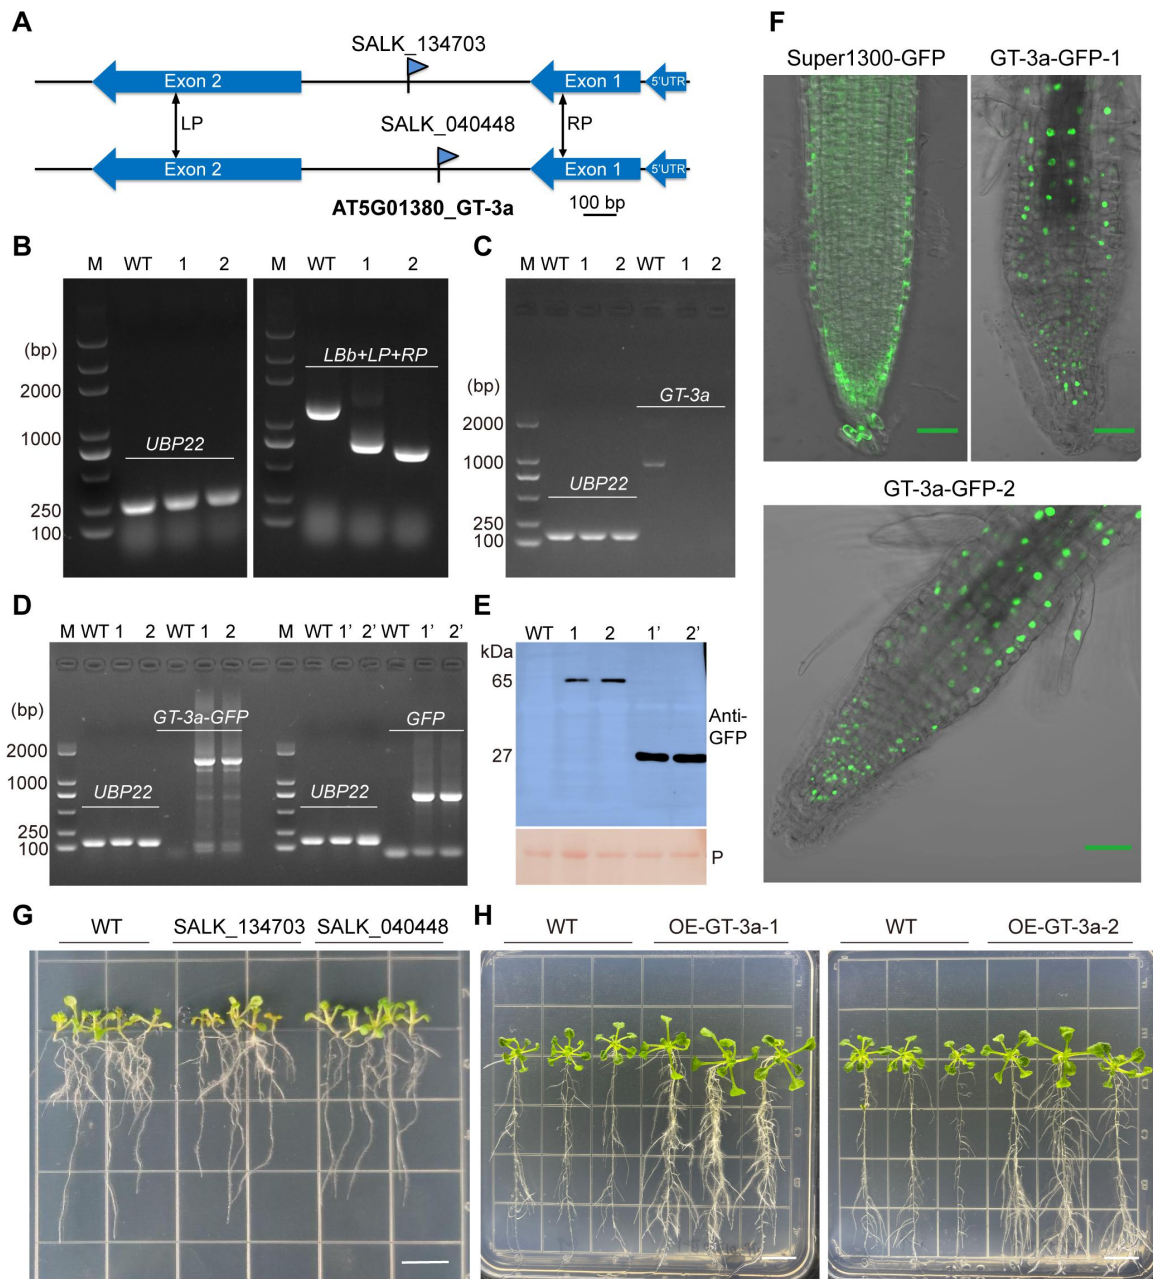 A
SALK_134703
Exon 2
Exon 1
5'UTR
LP
SALK_040448
RP
Exon 2
Exon 1
5'UTR
AT5G01380_GT-3a
100 bp
B
M WT 1 2
M WT 1 2
(bp)
2000
1000
250
100
UBP22
LBb+LP+RP
C
M WT 1 2 WT 1 2
(bp)
2000
1000
250
100
UBP22
GT-3a
D
M WT 1 2 WT 1 2
M WT 1' 2' WT 1' 2'
(bp)
2000
1000
250
100
GT-3a-GFP
UBP22
GFP
UBP22
E
WT 1 2 1' 2'
kDa
65
27
Anti-
GFP
P
F
Super1300-GFP
GT-3a-GFP-1
GT-3a-GFP-2
G
WT SALK_134703 SALK_040448
H
WT OE-GT-3a-1
WT OE-GT-3a-2